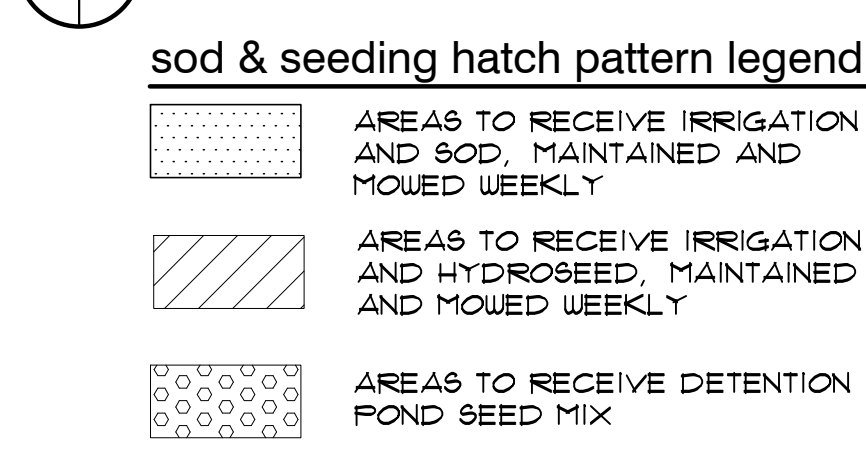 sod & seeding hatch pattern legend
AREAS TO RECEIVE IRRIGATION
AND SOD, MAINTAINED AND
MOWED WEEKLY
AREAS TO RECEIVE IRRIGATION
AND HYDROSEED, MAINTAINED
AND MOWED WEEKLY
AREAS TO RECEIVE DETENTION
POND SEED MIX